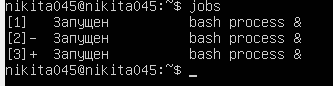 nikita045@nikita045:~$ jobs
[1]   Запущен          bash process &
[2]-  Запущен          bash process &
[3]+  Запущен          bash process &
nikita045@nikita045:~$ _